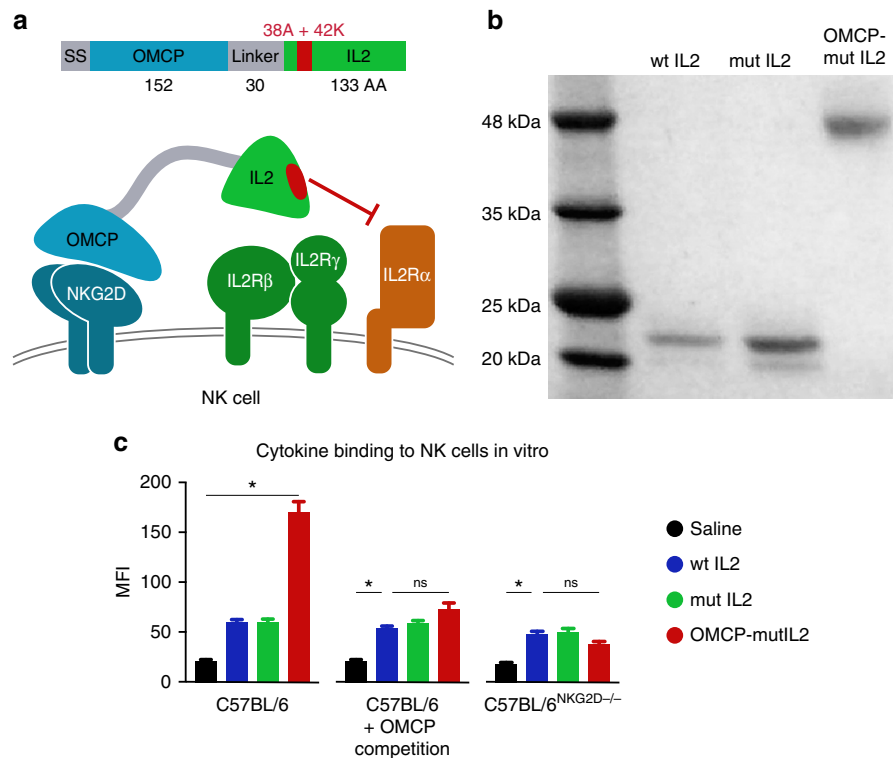 a
38A + 42K
SS OMCP Linker IL2
152 30 133 AA
IL2
OMCP
NKG2D
IL2Rβ
IL2Rγ
IL2Rα
NK cell
b
wt IL2 mut IL2 OMCP-
mut IL2
48 kDa
35 kDa
25 kDa
20 kDa
c
Cytokine binding to NK cells in vitro
MFI
200
150
100
50
0
*
* ns
* ns
C57BL/6
C57BL/6
+ OMCP
competition
C57BL/6NKG2D–/–
Saline
wt IL2
mut IL2
OMCP-mutIL2